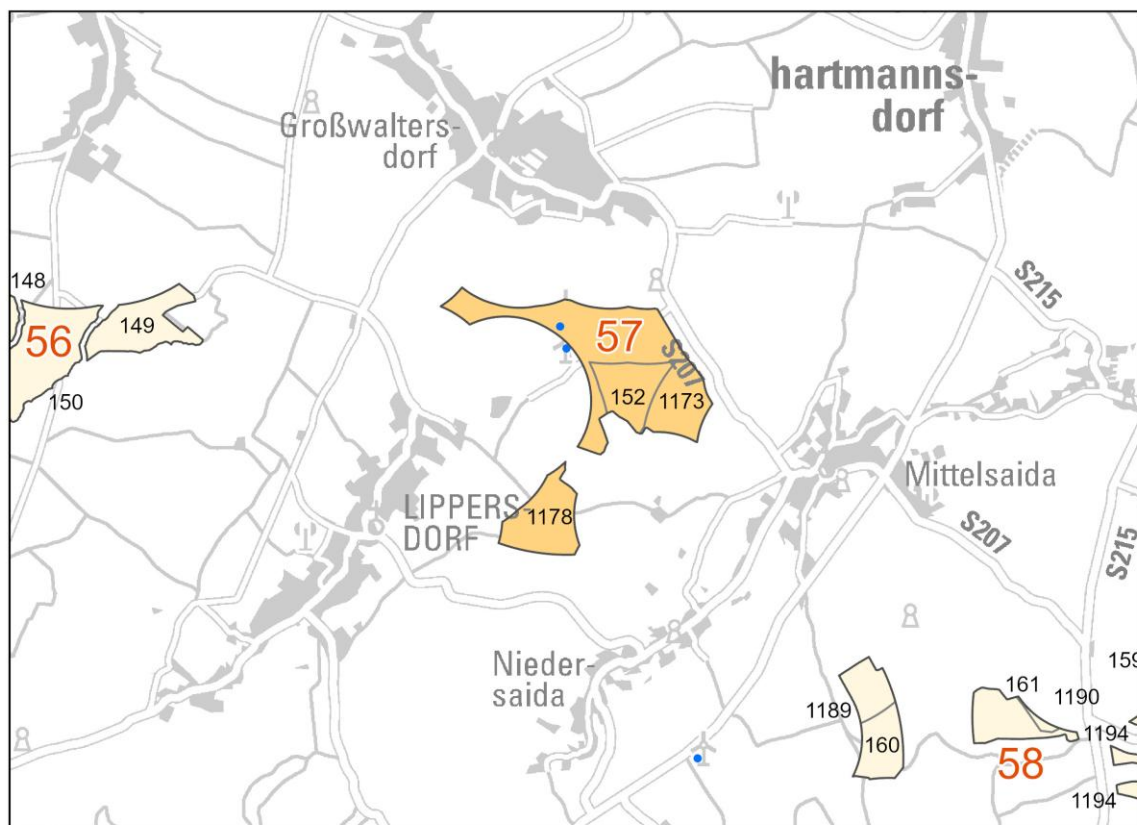 hartmanns-
dorf
Großwalters-
dorf
S215
148
149
56
57
S207
150
152
1173
Mittelsaida
LIPPERS-
DORF
1178
S207
S215
Nieder-
saida
159
161
1190
1189
1194
160
58
1194